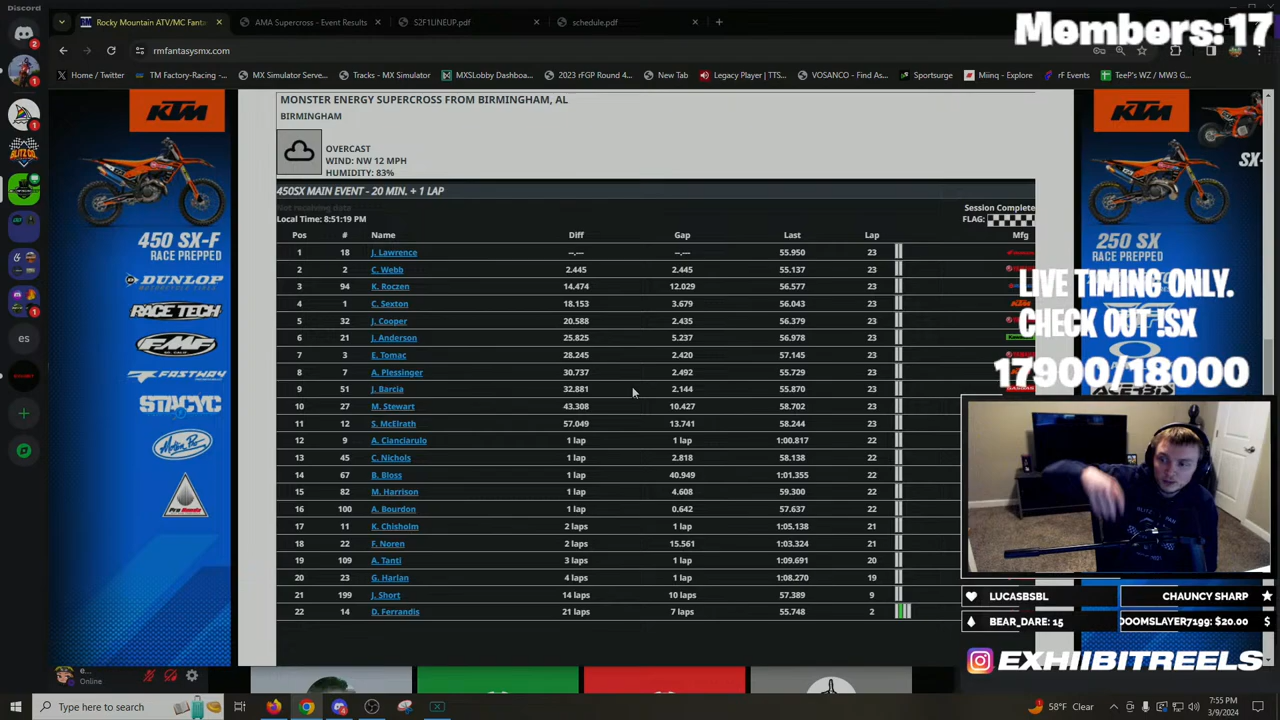 Discord
Rocky Mountain ATV/MC Fanta
AMA Supercross - Event Results
S2F1LINEUP.pdf
schedule.pdf
Members:17
rmfantasysmx.com
Home / Twitter
TM Factory-Racing -...
MX Simulator Serve...
Tracks - MX Simulator
MXSLobby Dashboa...
2023 rFGP Round 4...
New Tab
Legacy Player | TTS...
VOSANCO - Find As...
Sportsurge
Miinq - Explore
rF Events
TeeP's WZ / MW3 G...
KTM
450 SX-F
RACE PREPPED
DUNLOP
RACE TECH
FMF
FASTWAY
STACYC
Motion Pro
Pro Honda
MONSTER ENERGY SUPERCROSS FROM BIRMINGHAM, AL
BIRMINGHAM
OVERCAST
WIND: NW 12 MPH
HUMIDITY: 83%
450SX MAIN EVENT - 20 MIN. + 1 LAP
Not receiving data
Session Complete
Local Time: 8:51:19 PM
FLAG:
Pos # Name Diff Gap Last Lap Mfg
1 18 J. Lawrence --.--- --.--- 55.950 23
2 2 C. Webb 2.445 2.445 55.137 23
3 94 K. Roczen 14.474 12.029 56.577 23
4 1 C. Sexton 18.153 3.679 56.043 23
5 32 J. Cooper 20.588 2.435 56.379 23
6 21 J. Anderson 25.825 5.237 56.978 23
7 3 E. Tomac 28.245 2.420 57.145 23
8 7 A. Plessinger 30.737 2.492 55.729 23
9 51 J. Barcia 32.881 2.144 55.870 23
10 27 M. Stewart 43.308 10.427 58.702 23
11 12 S. McElrath 57.049 13.741 58.244 23
12 9 A. Cianciarulo 1 lap 1 lap 1:00.817 22
13 45 C. Nichols 1 lap 2.818 58.138 22
14 67 B. Bloss 1 lap 40.949 1:01.355 22
15 82 M. Harrison 1 lap 4.608 59.300 22
16 100 A. Bourdon 1 lap 0.642 57.637 22
17 11 K. Chisholm 2 laps 1 lap 1:05.138 21
18 22 F. Noren 2 laps 15.561 1:03.324 21
19 109 A. Tanti 3 laps 1 lap 1:09.691 20
20 23 G. Harlan 4 laps 1 lap 1:08.270 19
21 199 J. Short 14 laps 10 laps 57.389 9
22 14 D. Ferrandis 21 laps 7 laps 55.748 2
KTM
SX-
250 SX
RACE PREPPED
LIVE TIMING ONLY.
CHECK OUT !SX
17900/18000
ACERBIS
LUCASBSBL
CHAUNCY SHARP
BEAR_DARE: 15
DOOMSLAYER7199: $20.00
$
EXHIIBITREELS
es
e...
Online
Type here to search
58°F Clear
7:55 PM
3/9/2024